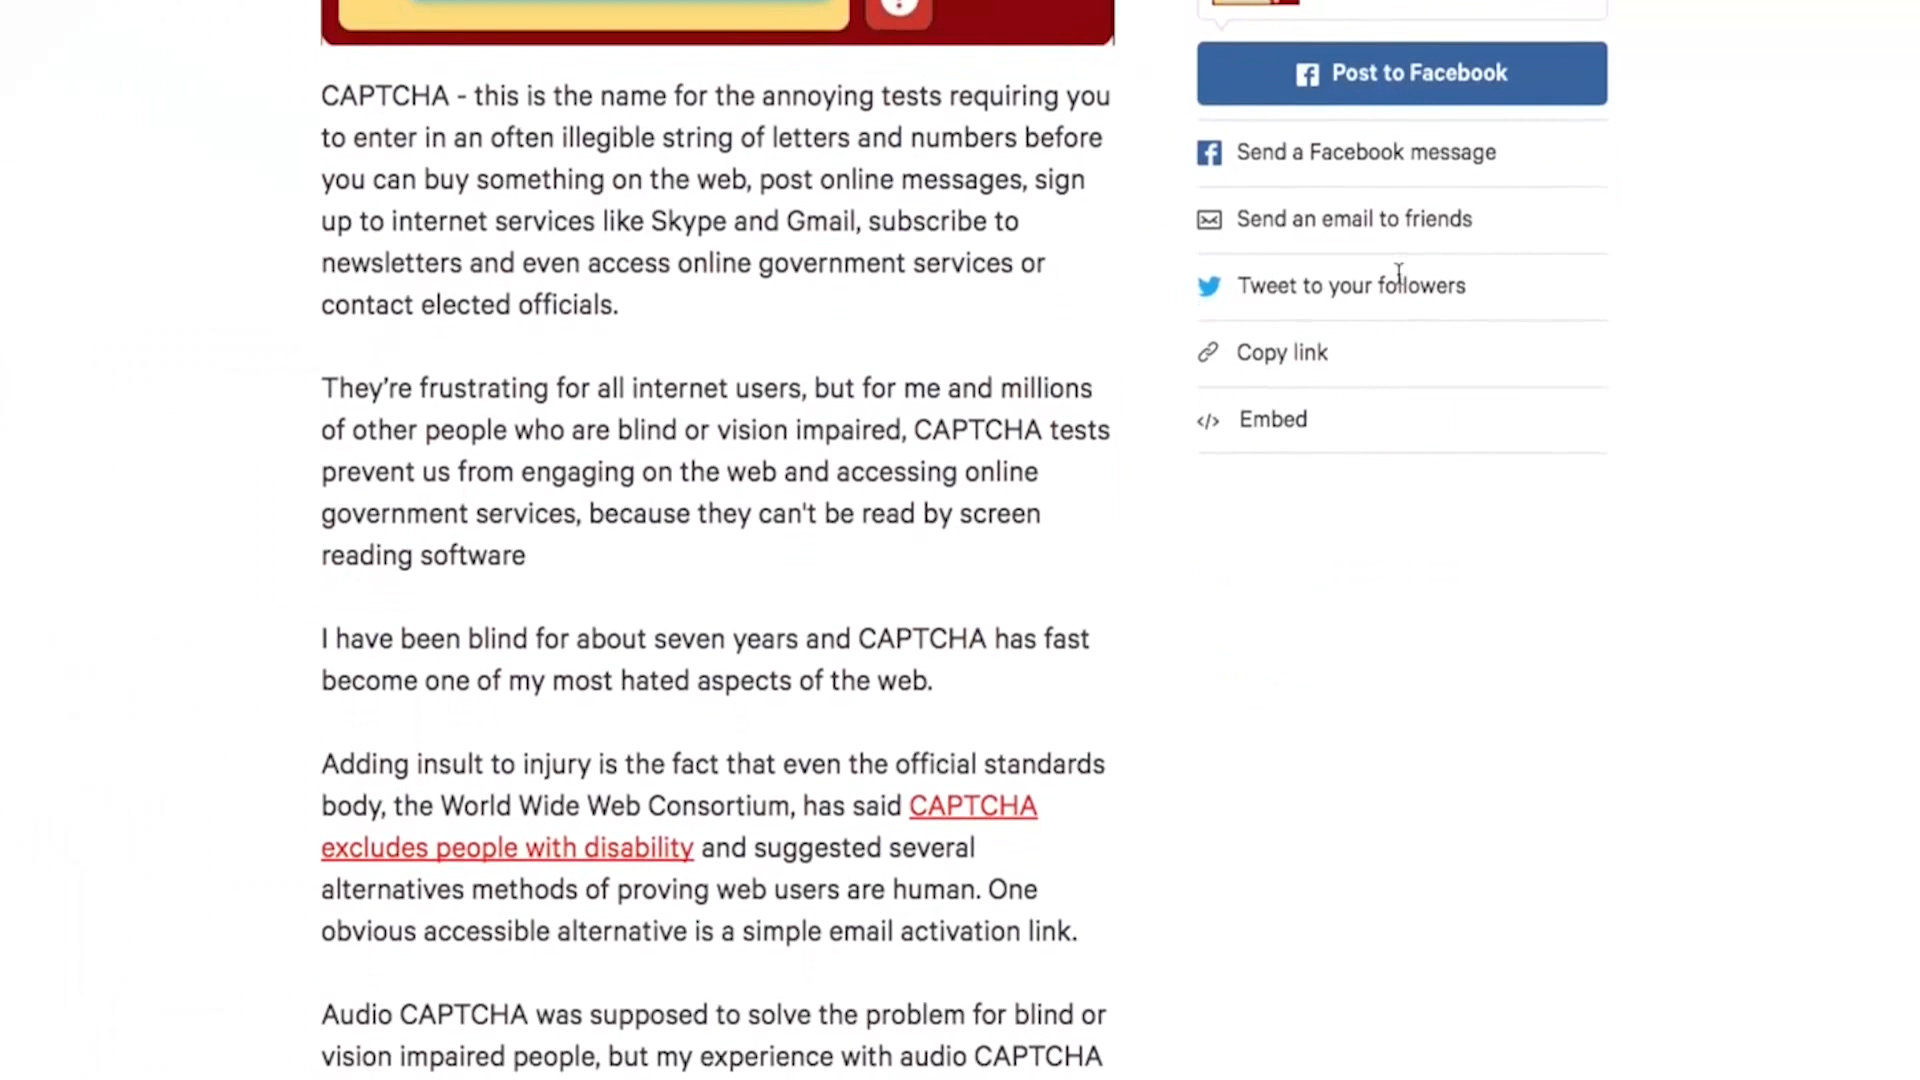 CAPTCHA - this is the name for the annoying tests requiring you
to enter in an often illegible string of letters and numbers before
you can buy something on the web, post online messages, sign
up to internet services like Skype and Gmail, subscribe to
newsletters and even access online government services or
contact elected officials.
They’re frustrating for all internet users, but for me and millions
of other people who are blind or vision impaired, CAPTCHA tests
prevent us from engaging on the web and accessing online
government services, because they can't be read by screen
reading software
I have been blind for about seven years and CAPTCHA has fast
become one of my most hated aspects of the web.
Adding insult to injury is the fact that even the official standards
body, the World Wide Web Consortium, has said CAPTCHA
excludes people with disability and suggested several
alternatives methods of proving web users are human. One
obvious accessible alternative is a simple email activation link.
Audio CAPTCHA was supposed to solve the problem for blind or
vision impaired people, but my experience with audio CAPTCHA
Post to Facebook
Send a Facebook message
Send an email to friends
Tweet to your followers
Copy link
Embed